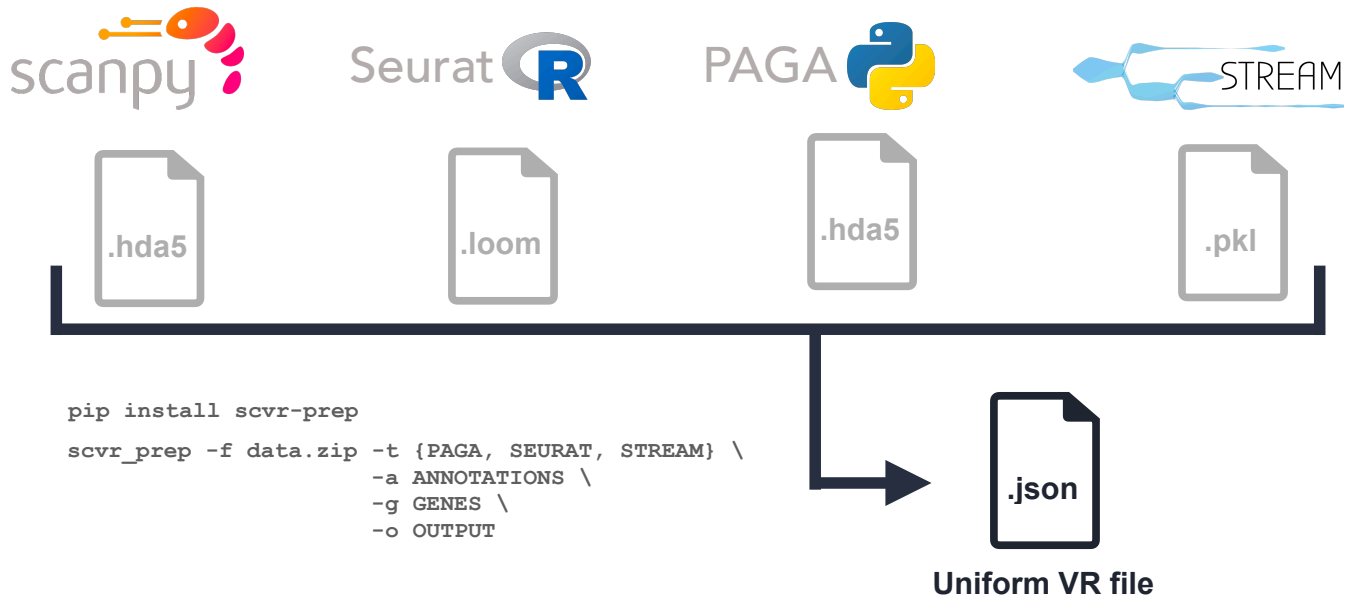 scanpy
Seurat R
PAGA
STREAM
.hda5
.loom
.hda5
.pkl
pip install scvr-prep
scvr_prep -f data.zip -t {PAGA, SEURAT, STREAM} \
-a ANNOTATIONS \
-g GENES \
-o OUTPUT
.json
Uniform VR file